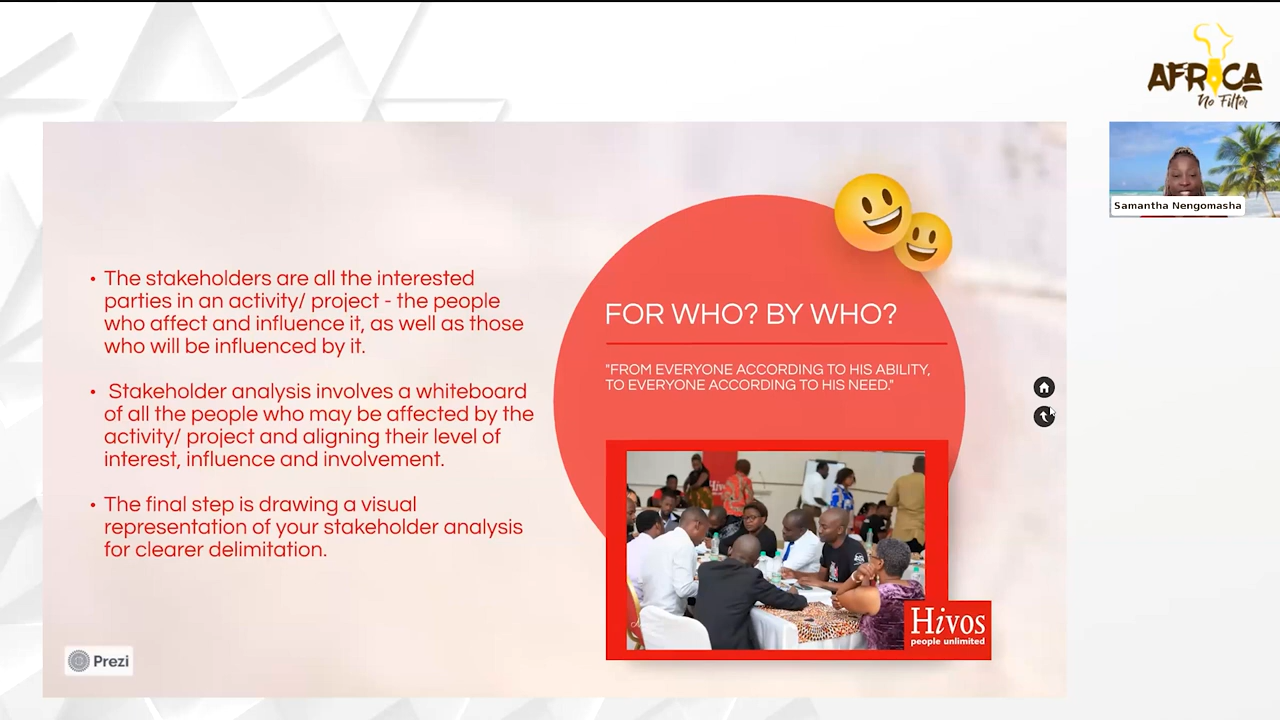 AFRICA
No Filter
Samantha Nengomasha
• The stakeholders are all the interested
parties in an activity/ project - the people
who affect and influence it, as well as those
who will be influenced by it.
• Stakeholder analysis involves a whiteboard
of all the people who may be affected by the
activity/ project and aligning their level of
interest, influence and involvement.
• The final step is drawing a visual
representation of your stakeholder analysis
for clearer delimitation.
FOR WHO? BY WHO?
"FROM EVERYONE ACCORDING TO HIS ABILITY,
TO EVERYONE ACCORDING TO HIS NEED."
Hivos
people unlimited
Prezi